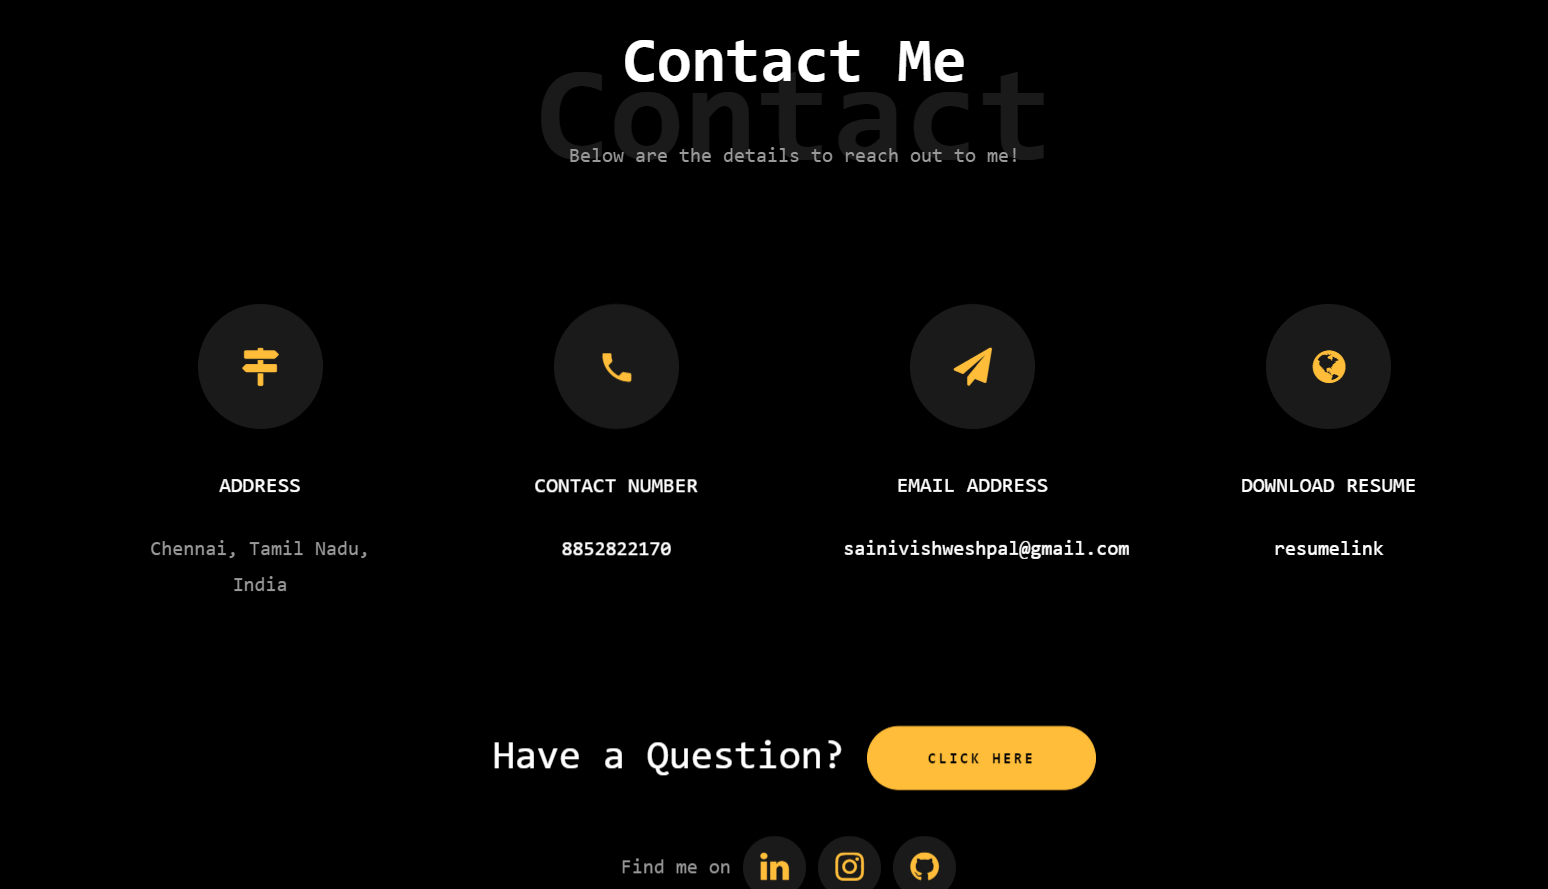 Contact Me
Contact
Below are the details to reach out to me!
ADDRESS
CONTACT NUMBER
EMAIL ADDRESS
DOWNLOAD RESUME
Chennai, Tamil Nadu,
India
8852822170
sainivishweshpal@gmail.com
resumelink
Have a Question?
CLICK HERE
Find me on
in